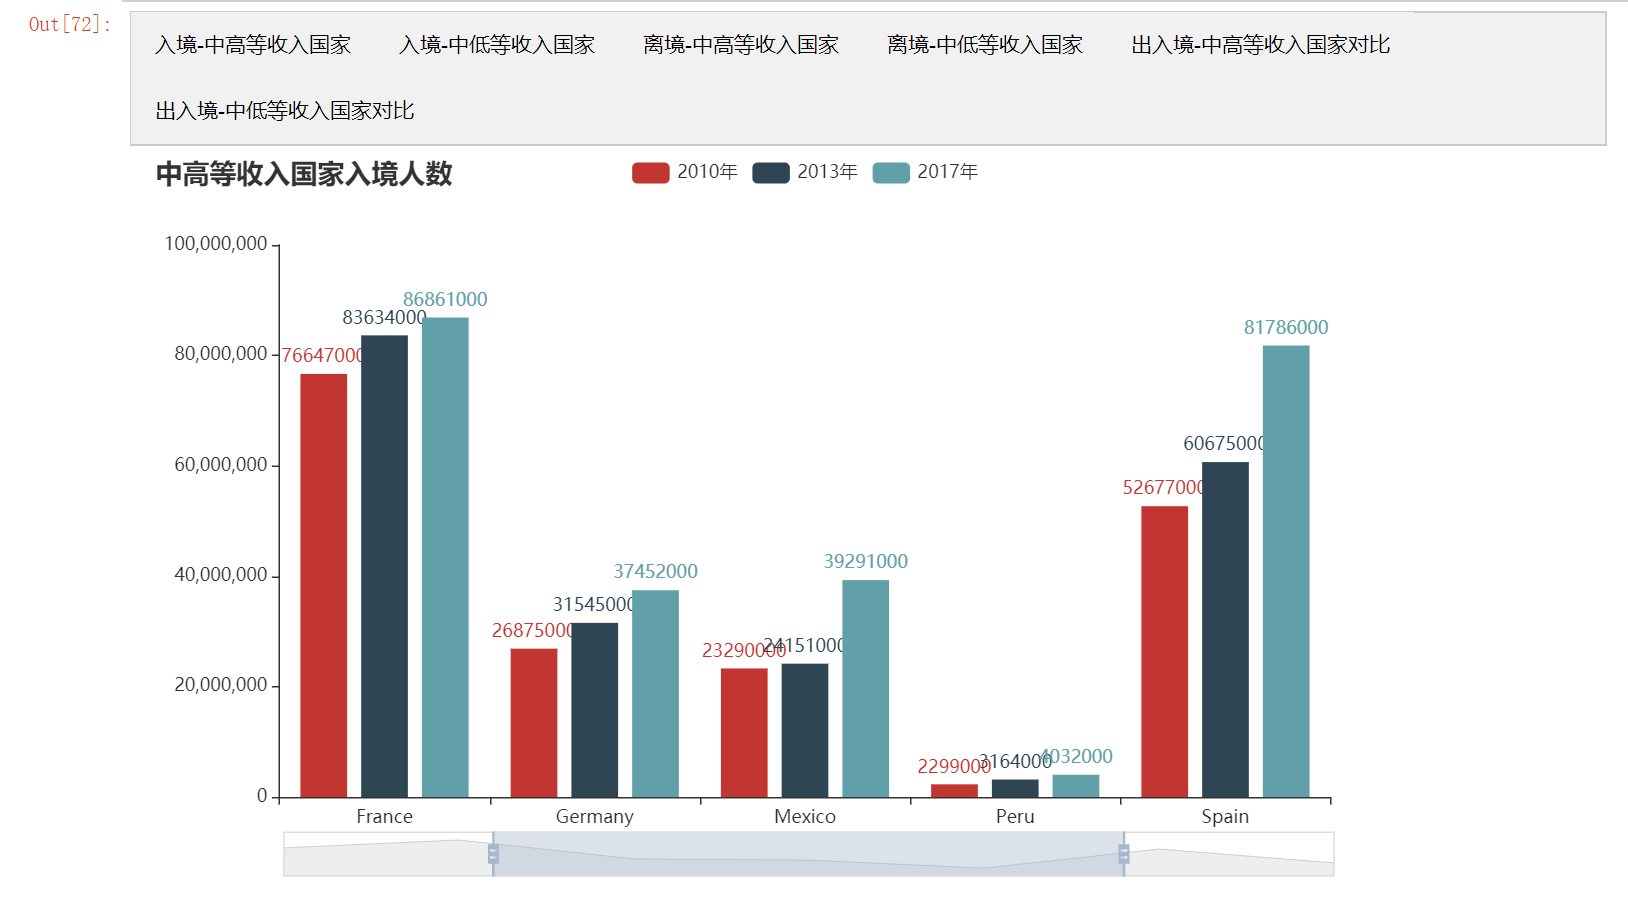 Out[72]:
入境-中高等收入国家 入境-中低等收入国家 离境-中高等收入国家 离境-中低等收入国家 出入境-中高等收入国家对比
出入境-中低等收入国家对比
中高等收入国家入境人数
2010年 2013年 2017年
100,000,000
80,000,000
60,000,000
40,000,000
20,000,000
0
76647000 83634000 86861000
26875000 31545000 37452000
23290000 24151000 39291000
2299000 3164000 4032000
52677000 60675000 81786000
France Germany Mexico Peru Spain